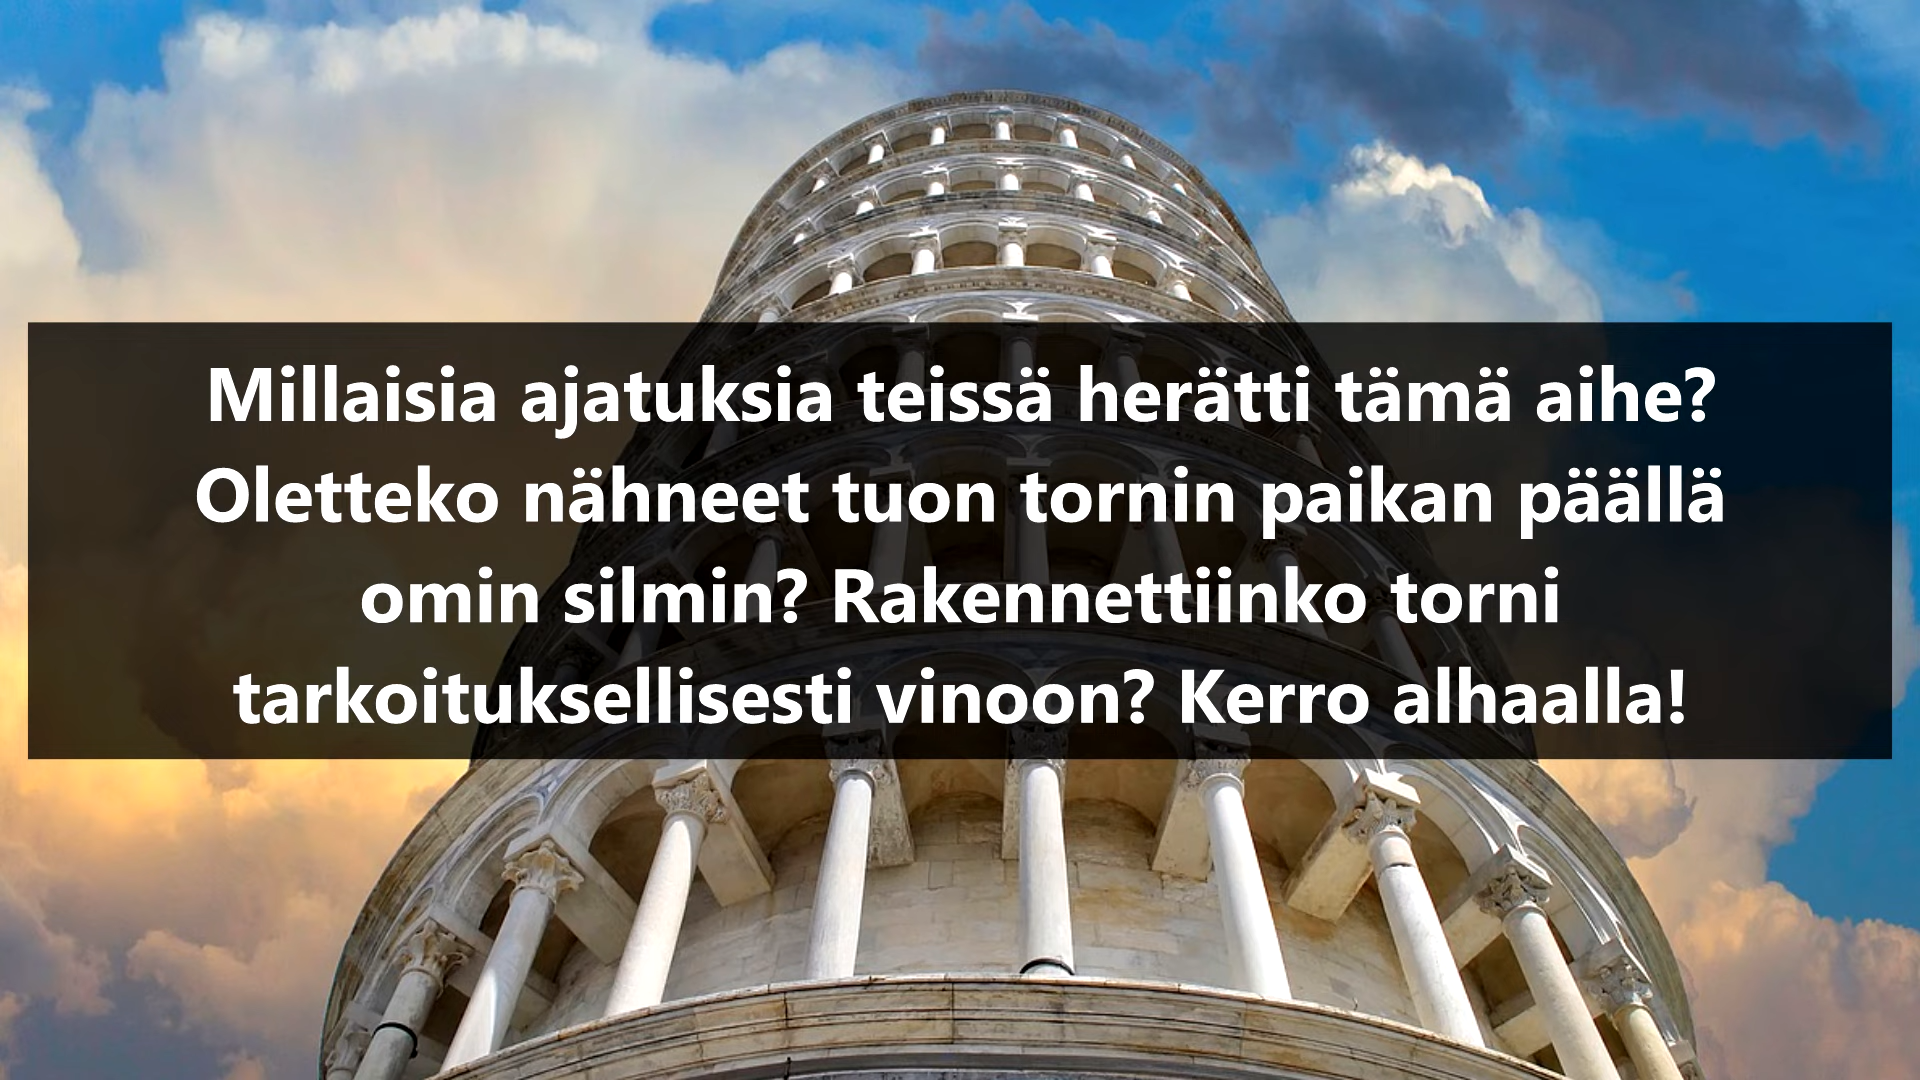 Millaisia ajatuksia teissä herätti tämä aihe?
Oletteko nähneet tuon tornin paikan päällä
omin silmin? Rakennettiinko torni
tarkoituksellisesti vinoon? Kerro alhaalla!